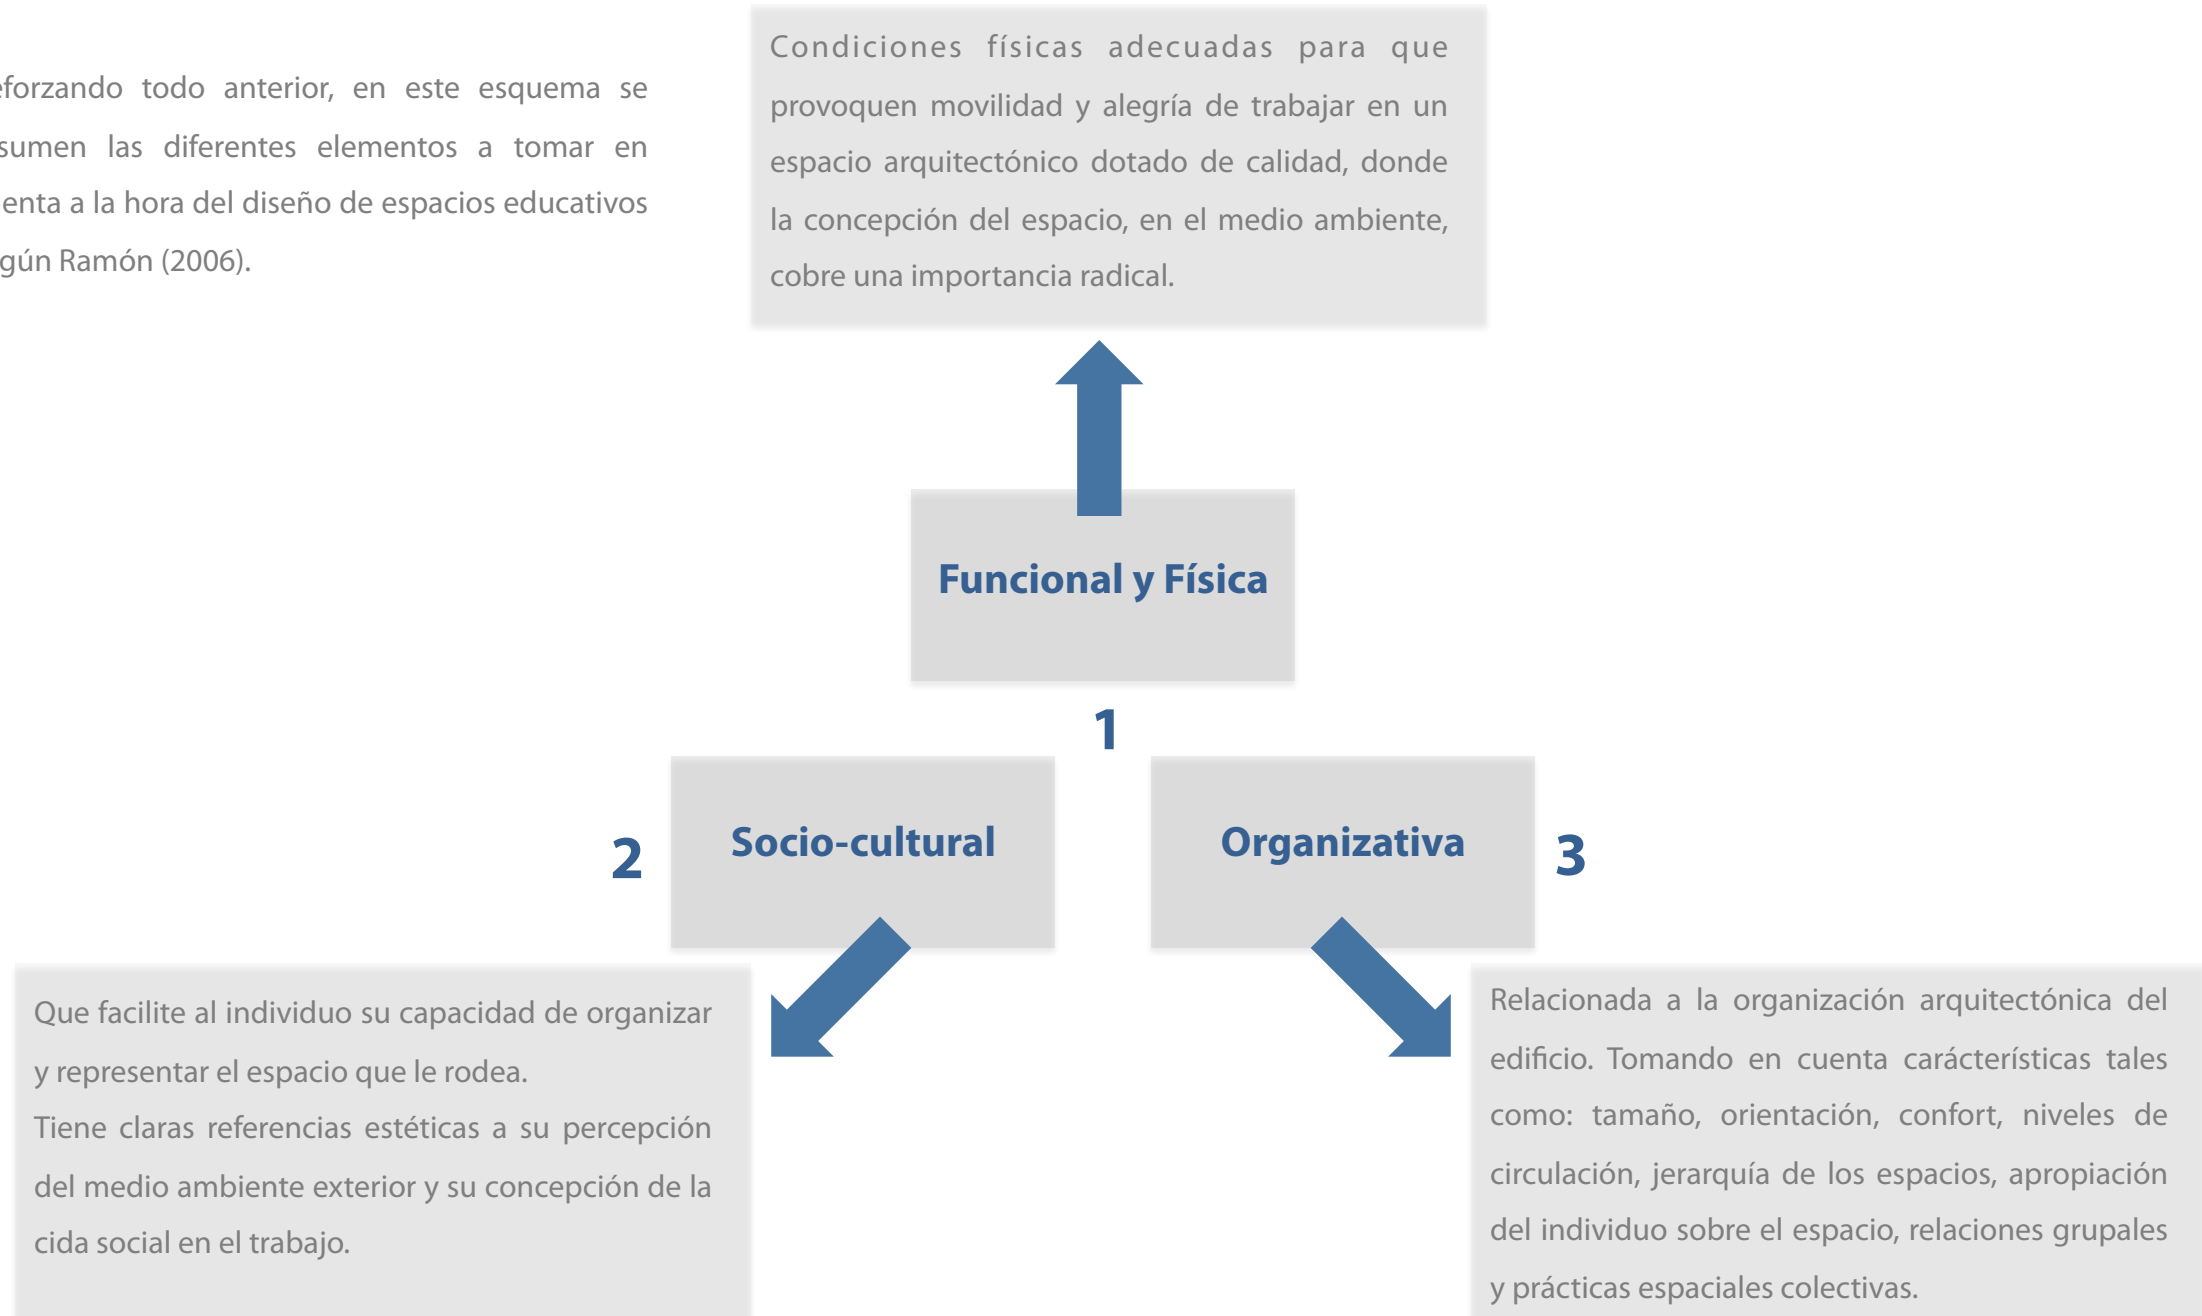 eforzando todo anterior, en este esquema se
sumen las diferentes elementos a tomar en
enta a la hora del diseño de espacios educativos
gún Ramón (2006).
Condiciones físicas adecuadas para que
provoquen movilidad y alegría de trabajar en un
espacio arquitectónico dotado de calidad, donde
la concepción del espacio, en el medio ambiente,
cobre una importancia radical.
Funcional y Física
1
2
Socio-cultural
Organizativa
3
Que facilite al individuo su capacidad de organizar
y representar el espacio que le rodea.
Tiene claras referencias estéticas a su percepción
del medio ambiente exterior y su concepción de la
cida social en el trabajo.
Relacionada a la organización arquitectónica del
edificio. Tomando en cuenta carácterísticas tales
como: tamaño, orientación, confort, niveles de
circulación, jerarquía de los espacios, apropiación
del individuo sobre el espacio, relaciones grupales
y prácticas espaciales colectivas.